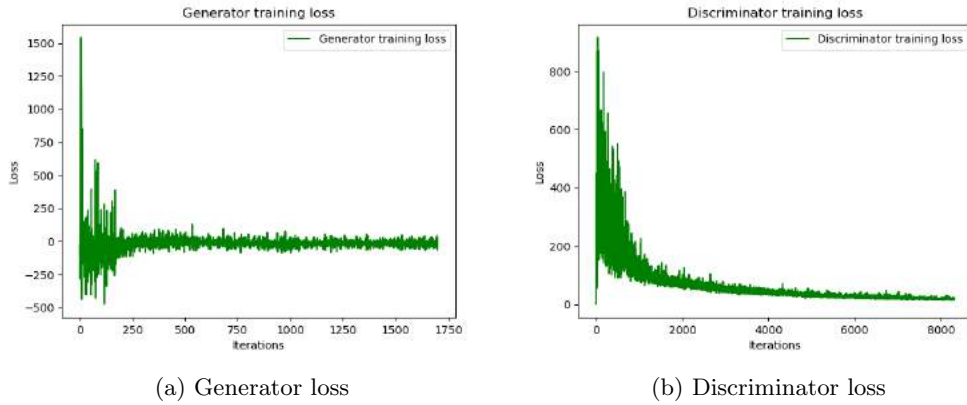 Generator training loss
Generator training loss
1500
1250
1000
750
500
250
0
−250
−500
Loss
0 250 500 750 1000 1250 1500 1750
Iterations
(a) Generator loss
Discriminator training loss
Discriminator training loss
800
600
400
200
0
Loss
0 2000 4000 6000 8000
Iterations
(b) Discriminator loss